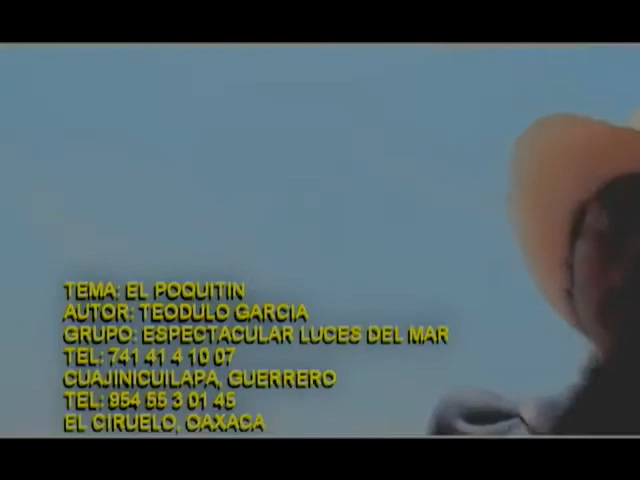 TEMA: EL POQUITIN
AUTOR: TEODULO GARCIA
GRUPO: ESPECTACULAR LUCES DEL MAR
TEL: 741 41 4 10 07
CUAJINICUILAPA, GUERRERO
TEL: 954 55 3 01 45
EL CIRUELO, OAXACA